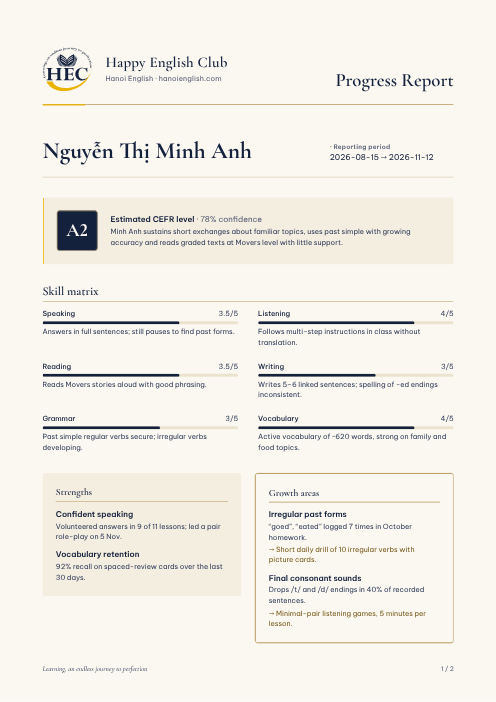 HEC
Happy English Club
Hanoi English · hanoienglish.com
Progress Report
Nguyễn Thị Minh Anh
· Reporting period
2026-08-15 → 2026-11-12
A2
Estimated CEFR level · 78% confidence
Minh Anh sustains short exchanges about familiar topics, uses past simple with growing
accuracy and reads graded texts at Movers level with little support.
Skill matrix
Speaking 3.5/5
Answers in full sentences; still pauses to find past forms.
Listening 4/5
Follows multi-step instructions in class without
translation.
Reading 3.5/5
Reads Movers stories aloud with good phrasing.
Writing 3/5
Writes 5–6 linked sentences; spelling of -ed endings
inconsistent.
Grammar 3/5
Past simple regular verbs secure; irregular verbs
developing.
Vocabulary 4/5
Active vocabulary of ~620 words, strong on family and
food topics.
Strengths
Confident speaking
Volunteered answers in 9 of 11 lessons; led a pair
role-play on 5 Nov.
Vocabulary retention
92% recall on spaced-review cards over the last
30 days.
Growth areas
Irregular past forms
"goed", "eated" logged 7 times in October
homework.
→ Short daily drill of 10 irregular verbs with
picture cards.
Final consonant sounds
Drops /t/ and /d/ endings in 40% of recorded
sentences.
→ Minimal-pair listening games, 5 minutes per
lesson.
Learning, an endless journey to perfection
1 / 2